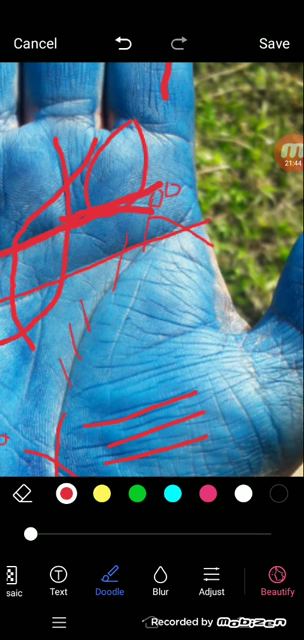 Cancel
Save
21:44
saic
Text
Doodle
Blur
Adjust
Beautify
Recorded by mobizen